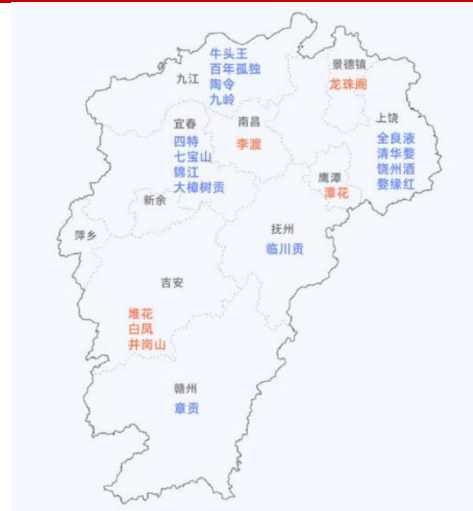 牛头王
百年孤独
九江
陶令
九岭
景德镇
龙珠阁
宜春
四特
七宝山
锦江
大樟树贡
南昌
李渡
上饶
全良液
清华婺
饶州酒
婺缘红
鹰潭
潭花
新余
萍乡
抚州
临川贡
吉安
堆花
白凤
井岗山
赣州
章贡